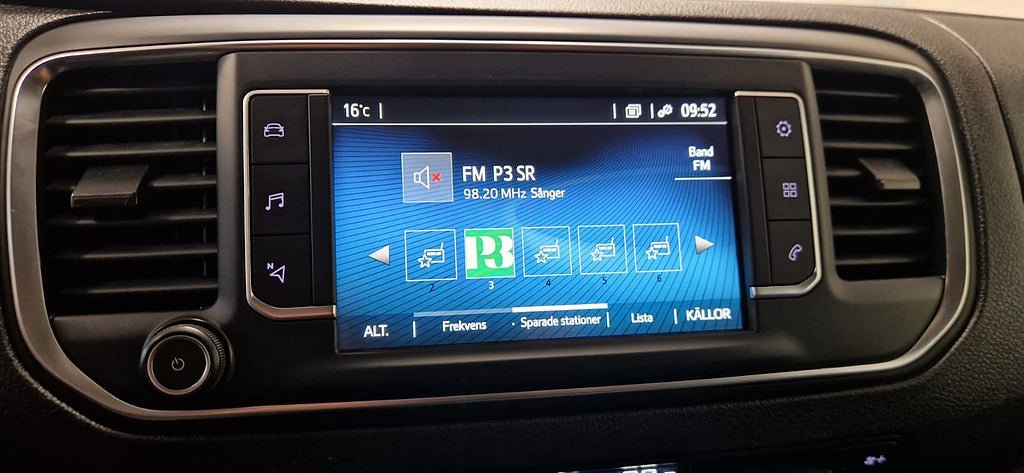 16°C
09:52
FM P3 SR
98.20 MHz Sånger
Band
FM
P3
2 3 4 5 6
ALT. Frekvens · Sparade stationer Lista KÄLLOR
N